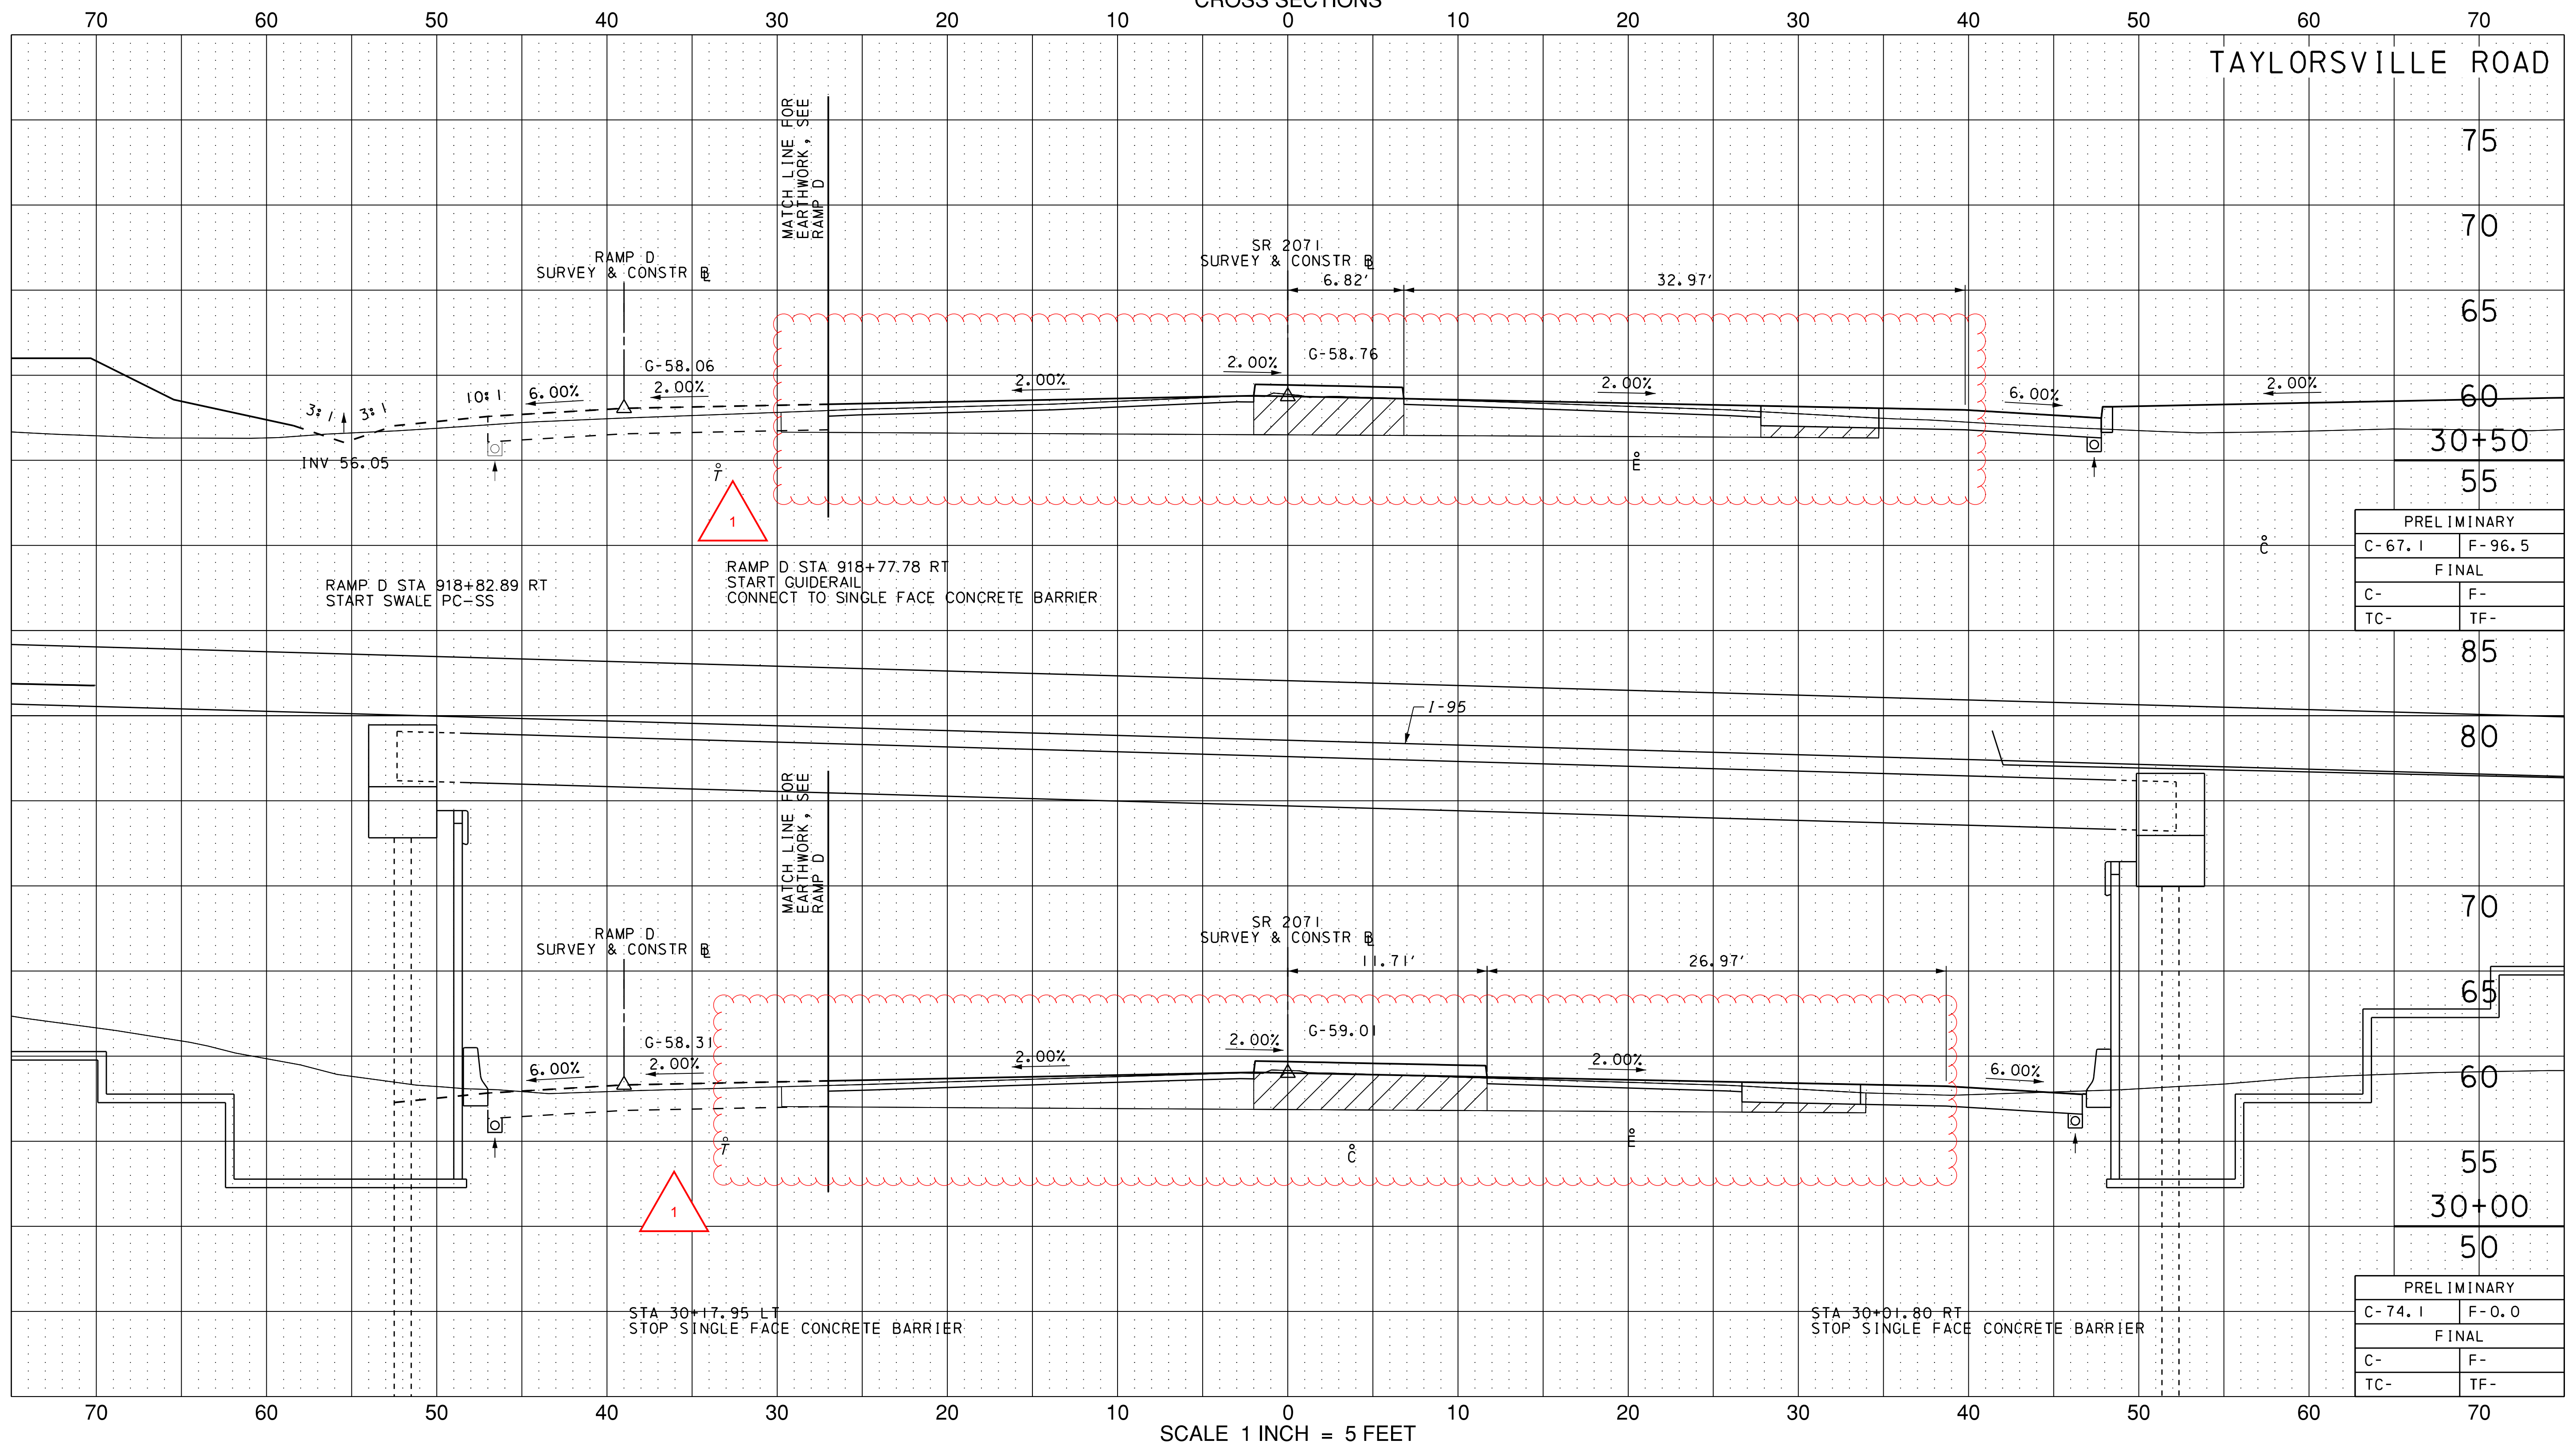 CROSS SECTIONS
70 60 50 40 30 20 10 0 10 20 30 40 50 60 70
TAYLORSVILLE ROAD
MATCH LINE FOR
EARTHWORK, SEE
RAMP D
75
70
RAMP D
SURVEY & CONSTR BL
SR 2071
SURVEY & CONSTR BL
6.82'
32.97'
65
G-58.06
2.00%
G-58.76
3:1
3:1
10:1
6.00%
2.00%
2.00%
2.00%
6.00%
2.00%
60
30+50
INV 56.05
T
E
55
1
C
PRELIMINARY
C-67.1 F-96.5
FINAL
C- F-
TC- TF-
RAMP D STA 918+82.89 RT
START SWALE PC-SS
RAMP D STA 918+77.78 RT
START GUIDERAIL
CONNECT TO SINGLE FACE CONCRETE BARRIER
85
I-95
80
MATCH LINE FOR
EARTHWORK, SEE
RAMP D
70
RAMP D
SURVEY & CONSTR BL
SR 2071
SURVEY & CONSTR BL
11.71'
26.97'
65
G-58.31
2.00%
G-59.01
6.00%
2.00%
2.00%
2.00%
6.00%
60
T
C
E
55
1
30+00
50
STA 30+17.95 LT
STOP SINGLE FACE CONCRETE BARRIER
STA 30+01.80 RT
STOP SINGLE FACE CONCRETE BARRIER
PRELIMINARY
C-74.1 F-0.0
FINAL
C- F-
TC- TF-
70 60 50 40 30 20 10 0 10 20 30 40 50 60 70
SCALE 1 INCH = 5 FEET